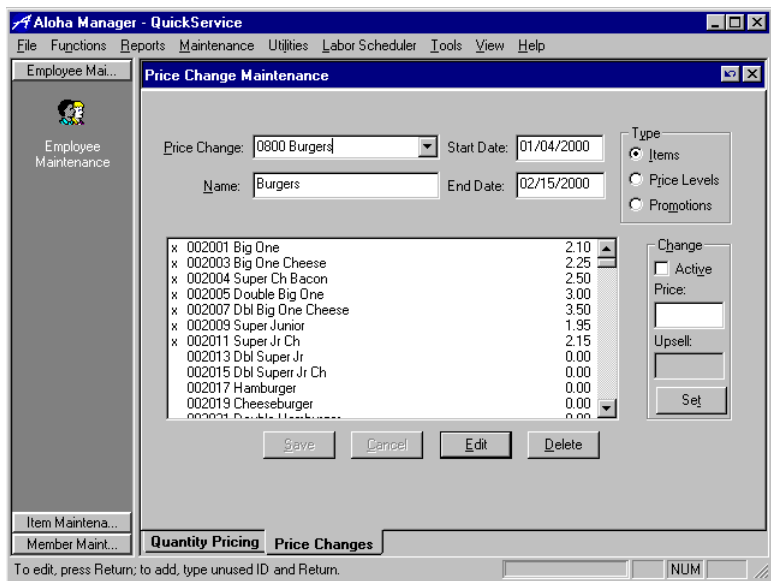 Aloha Manager - QuickService
File Functions Reports Maintenance Utilities Labor Scheduler Tools View Help
Employee Mai...
Employee
Maintenance
Item Maintena...
Member Maint...
Price Change Maintenance
Price Change: 0800 Burgers Start Date: 01/04/2000
Name: Burgers End Date: 02/15/2000
Type
Items
Price Levels
Promotions
x 002001 Big One 2.10
x 002003 Big One Cheese 2.25
x 002004 Super Ch Bacon 2.50
x 002005 Double Big One 3.00
x 002007 Dbl Big One Cheese 3.50
x 002009 Super Junior 1.95
x 002011 Super Jr Ch 2.15
002013 Dbl Super Jr 0.00
002015 Dbl Superr Jr Ch 0.00
002017 Hamburger 0.00
002019 Cheeseburger 0.00
002021 Double Hamburger 0.00
Change
Active
Price:
Upsell:
Set
Save Cancel Edit Delete
Quantity Pricing Price Changes
To edit, press Return; to add, type unused ID and Return. NUM